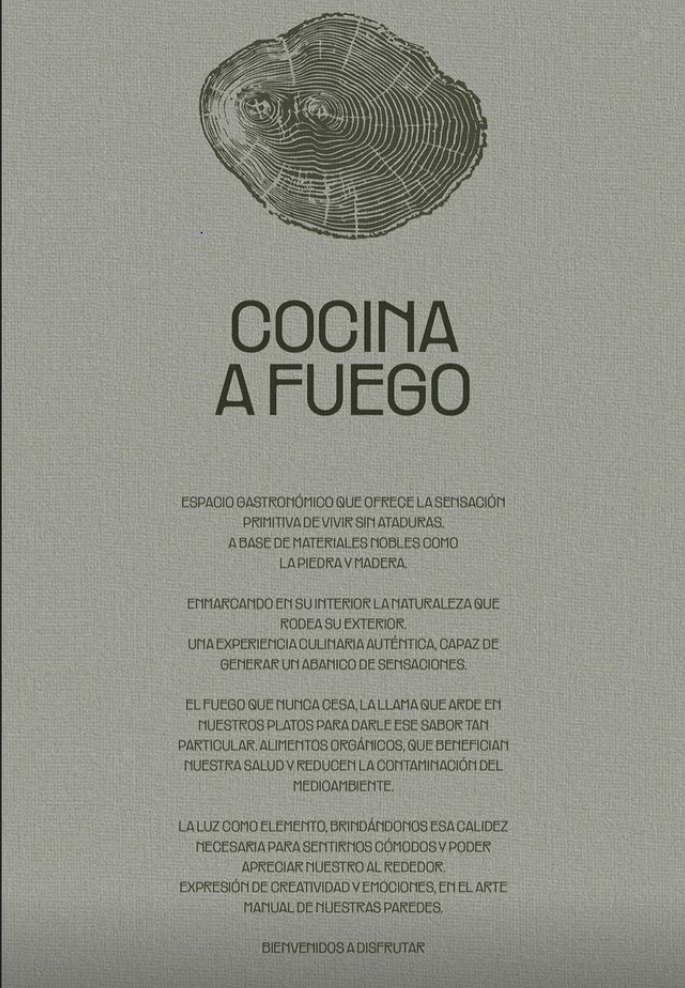 COCINA
A FUEGO
ESPACIO GASTRONÓMICO QUE OFRECE LA SENSACIÓN
PRIMITIVA DE VIVIR SIN ATADURAS,
A BASE DE MATERIALES NOBLES COMO
LA PIEDRA Y MADERA.
ENMARCANDO EN SU INTERIOR LA NATURALEZA QUE
RODEA SU EXTERIOR.
UNA EXPERIENCIA CULINARIA AUTÉNTICA, CAPAZ DE
GENERAR UN ABANICO DE SENSACIONES.
EL FUEGO QUE NUNCA CESA, LA LLAMA QUE ARDE EN
NUESTROS PLATOS PARA DARLE ESE SABOR TAN
PARTICULAR. ALIMENTOS ORGÁNICOS, QUE BENEFICIAN
NUESTRA SALUD Y REDUCEN LA CONTAMINACIÓN DEL
MEDIOAMBIENTE.
LA LUZ COMO ELEMENTO, BRINDÁNDONOS ESA CALIDEZ
NECESARIA PARA SENTIRNOS CÓMODOS Y PODER
APRECIAR NUESTRO AL REDEDOR.
EXPRESIÓN DE CREATIVIDAD Y EMOCIONES, EN EL ARTE
MANUAL DE NUESTRAS PAREDES.
BIENVENIDOS A DISFRUTAR